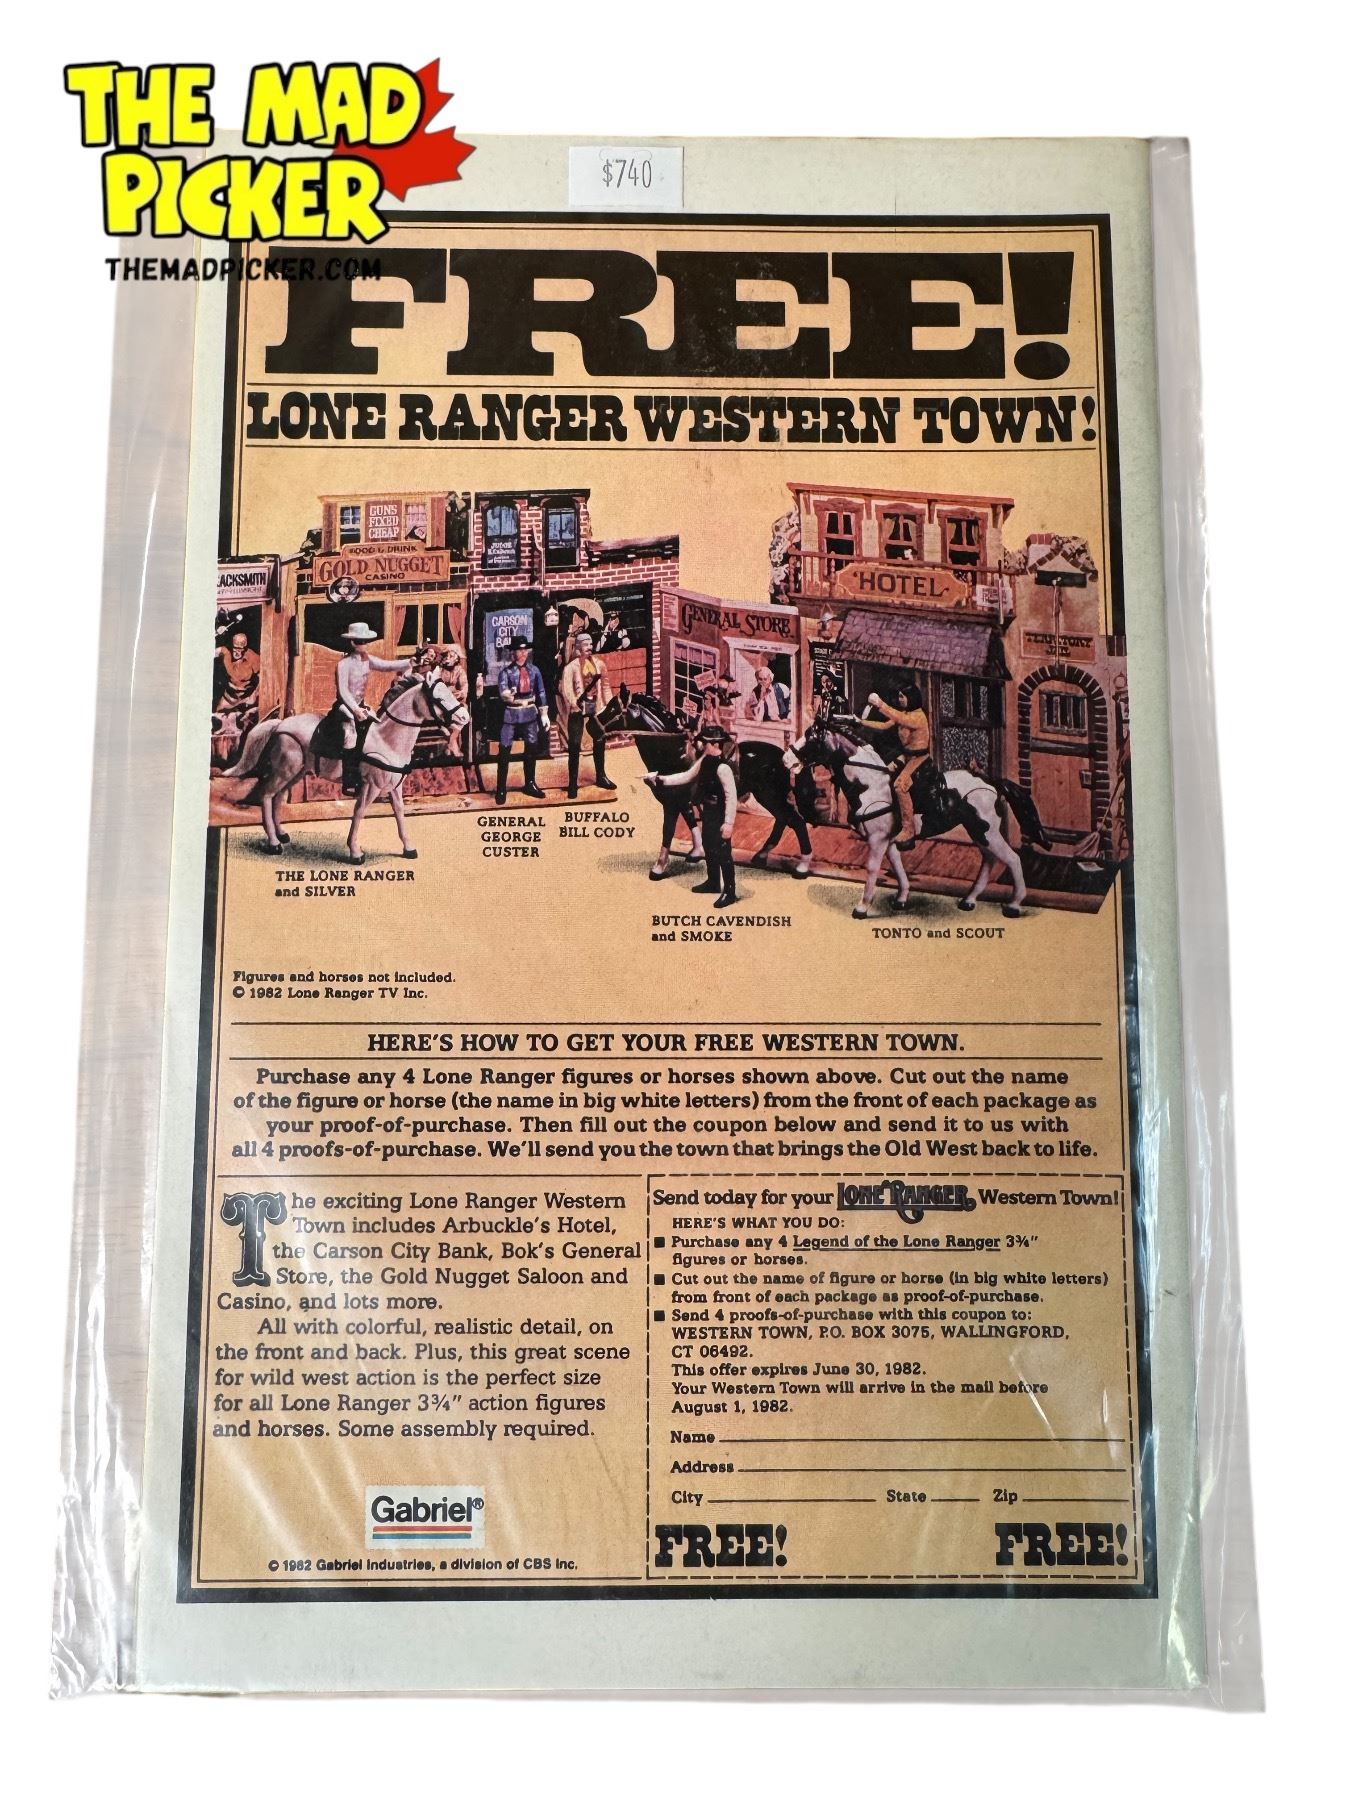 THE MAD
PICKER
THEMADPICKER.COM
$740
FREE!
LONE RANGER WESTERN TOWN!
GUNS
FIXED
CHEAP
FOOD & DRINK
GOLD NUGGET
CASINO
ACKSMITH
CARSON
CITY
BA
GENERAL STORE
HOTEL
TERRITORY
JAIL
GENERAL
GEORGE
CUSTER
BUFFALO
BILL CODY
THE LONE RANGER
and SILVER
BUTCH CAVENDISH
and SMOKE
TONTO and SCOUT
Figures and horses not included.
© 1982 Lone Ranger TV Inc.
HERE'S HOW TO GET YOUR FREE WESTERN TOWN.
Purchase any 4 Lone Ranger figures or horses shown above. Cut out the name
of the figure or horse (the name in big white letters) from the front of each package as
your proof-of-purchase. Then fill out the coupon below and send it to us with
all 4 proofs-of-purchase. We'll send you the town that brings the Old West back to life.
The exciting Lone Ranger Western
Town includes Arbuckle's Hotel,
the Carson City Bank, Bok's General
Store, the Gold Nugget Saloon and
Casino, and lots more.
All with colorful, realistic detail, on
the front and back. Plus, this great scene
for wild west action is the perfect size
for all Lone Ranger 3¾" action figures
and horses. Some assembly required.
Gabriel®
© 1982 Gabriel Industries, a division of CBS Inc.
Send today for your LONE RANGER Western Town!
HERE'S WHAT YOU DO:
■ Purchase any 4 Legend of the Lone Ranger 3¾"
figures or horses.
■ Cut out the name of figure or horse (in big white letters)
from front of each package as proof-of-purchase.
■ Send 4 proofs-of-purchase with this coupon to:
WESTERN TOWN, P.O. BOX 3075, WALLINGFORD,
CT 06492.
This offer expires June 30, 1982.
Your Western Town will arrive in the mail before
August 1, 1982.
Name
Address
City State Zip
FREE! FREE!